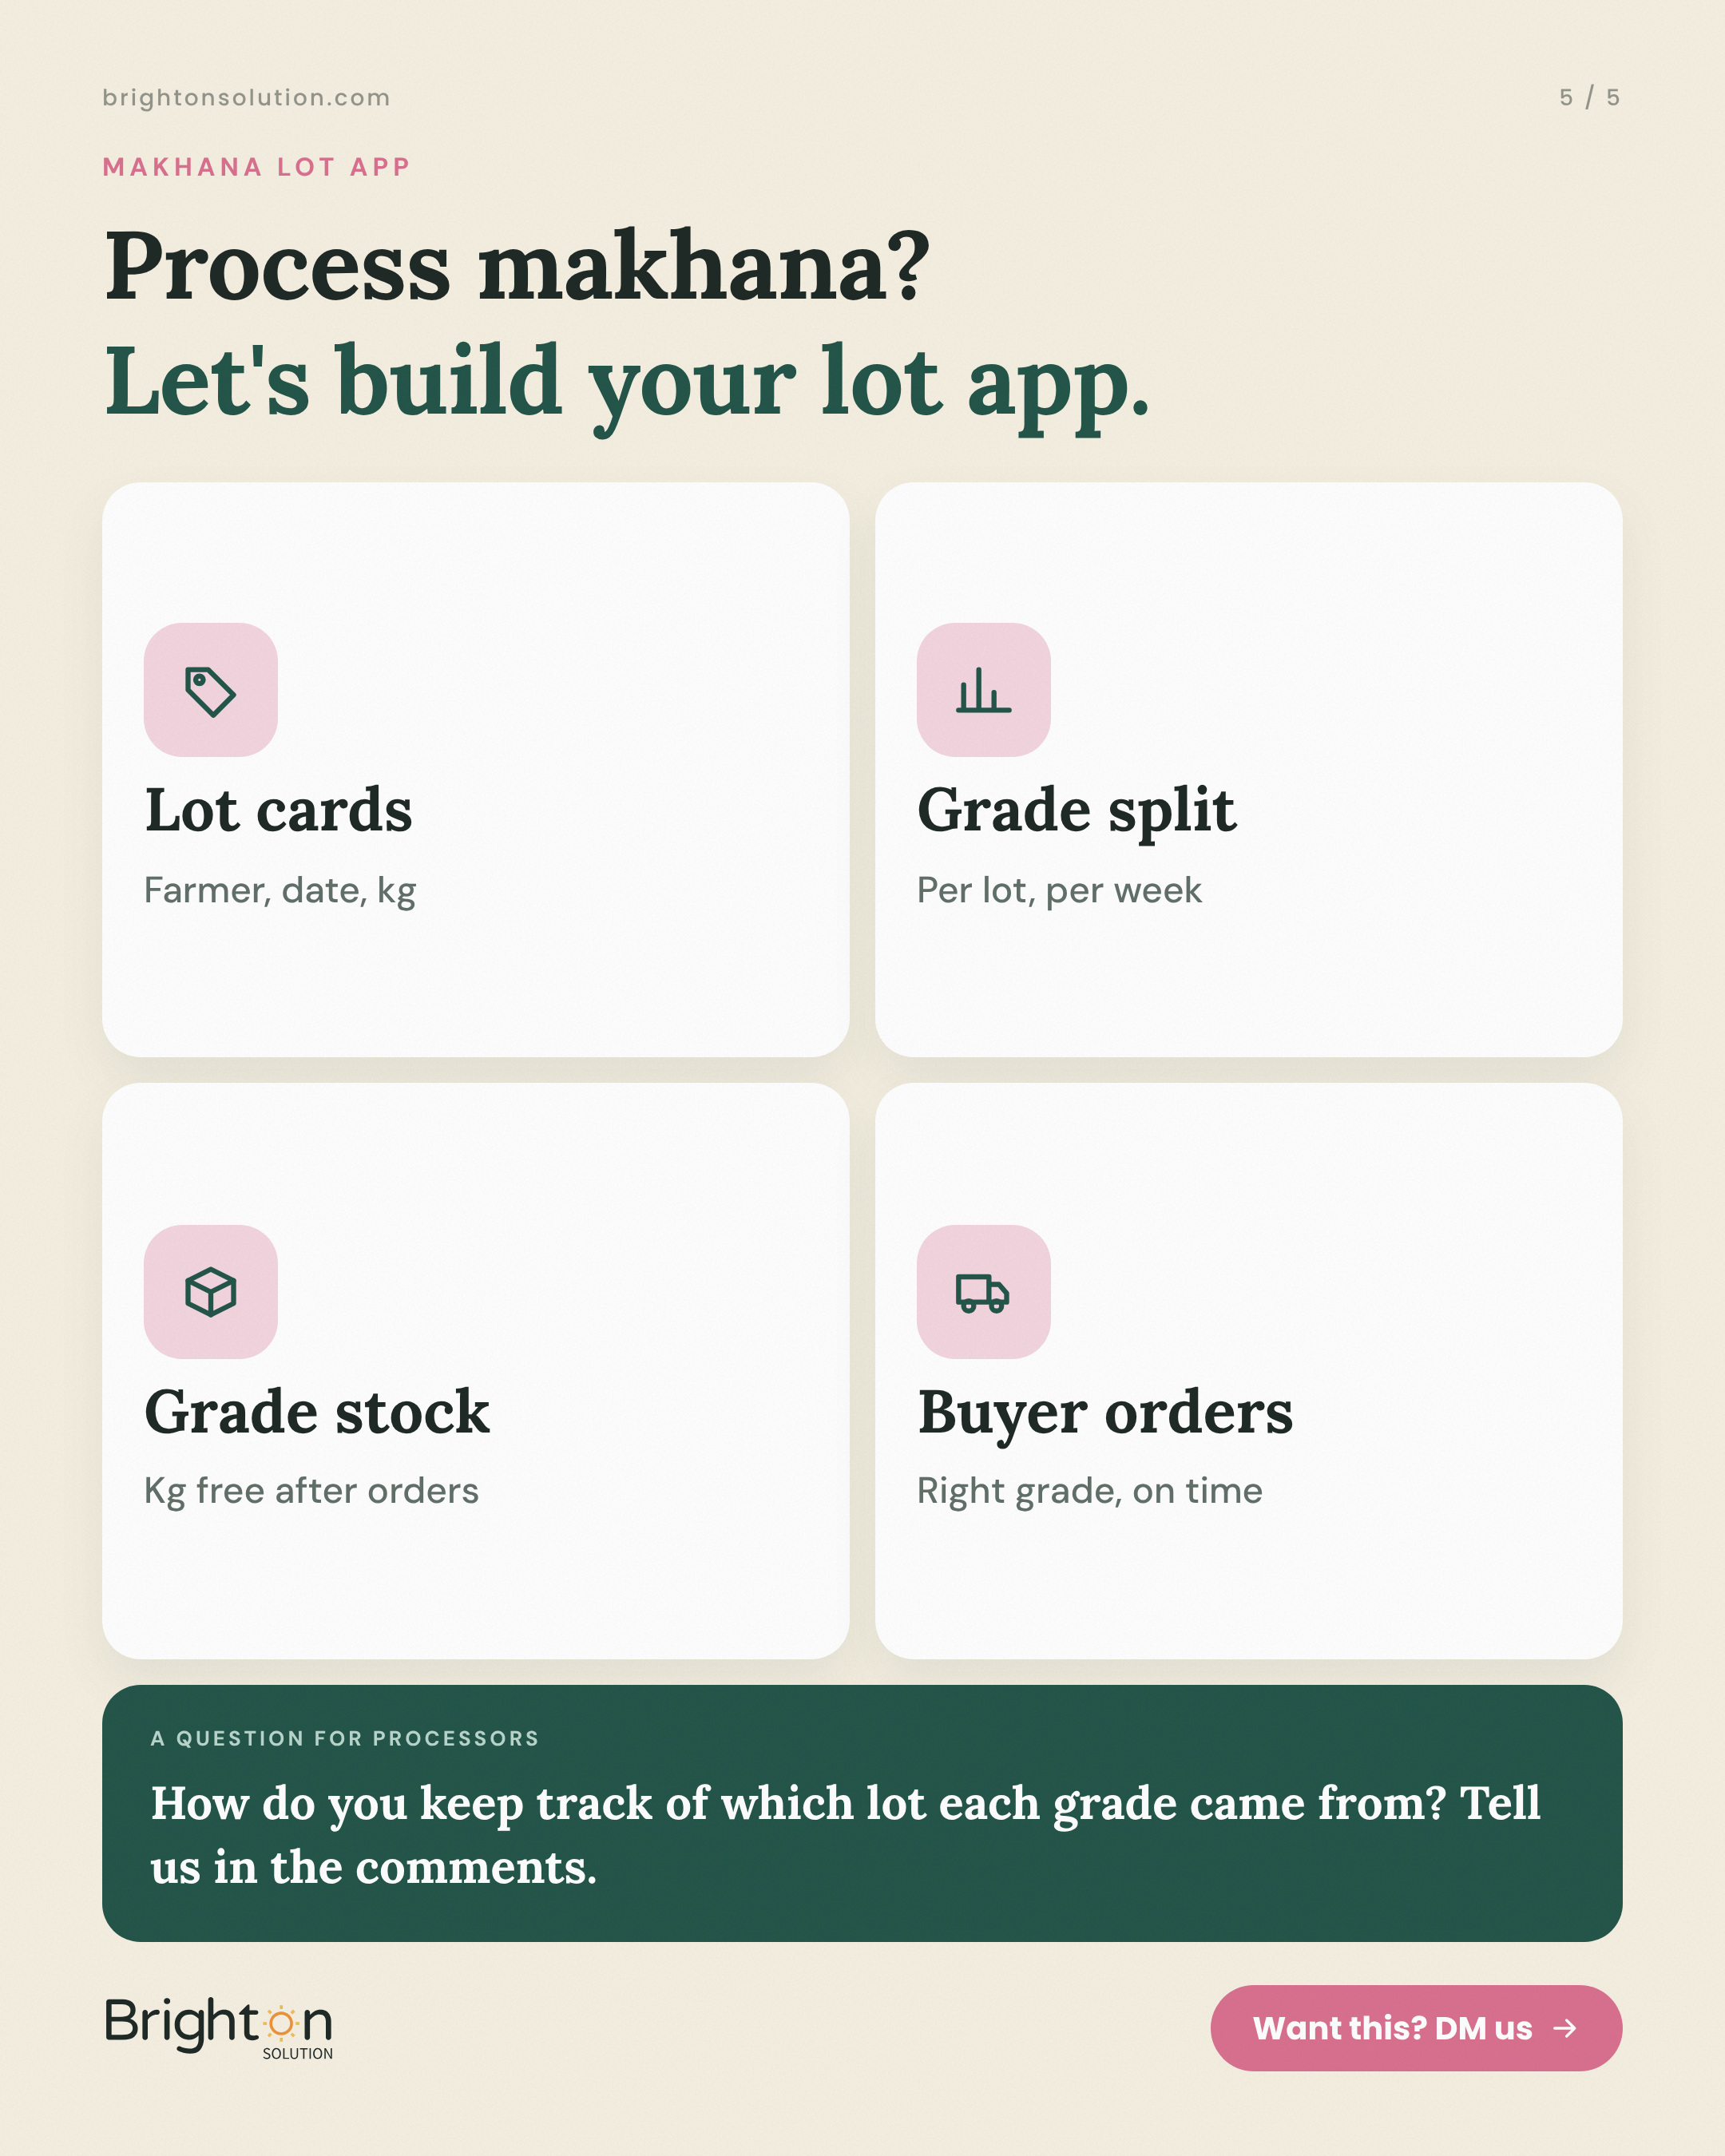 brightonsolution.com
5 / 5
MAKHANA LOT APP
Process makhana?
Let's build your lot app.
Lot cards
Farmer, date, kg
Grade split
Per lot, per week
Grade stock
Kg free after orders
Buyer orders
Right grade, on time
A QUESTION FOR PROCESSORS
How do you keep track of which lot each grade came from? Tell
us in the comments.
Brighton
SOLUTION
Want this? DM us →